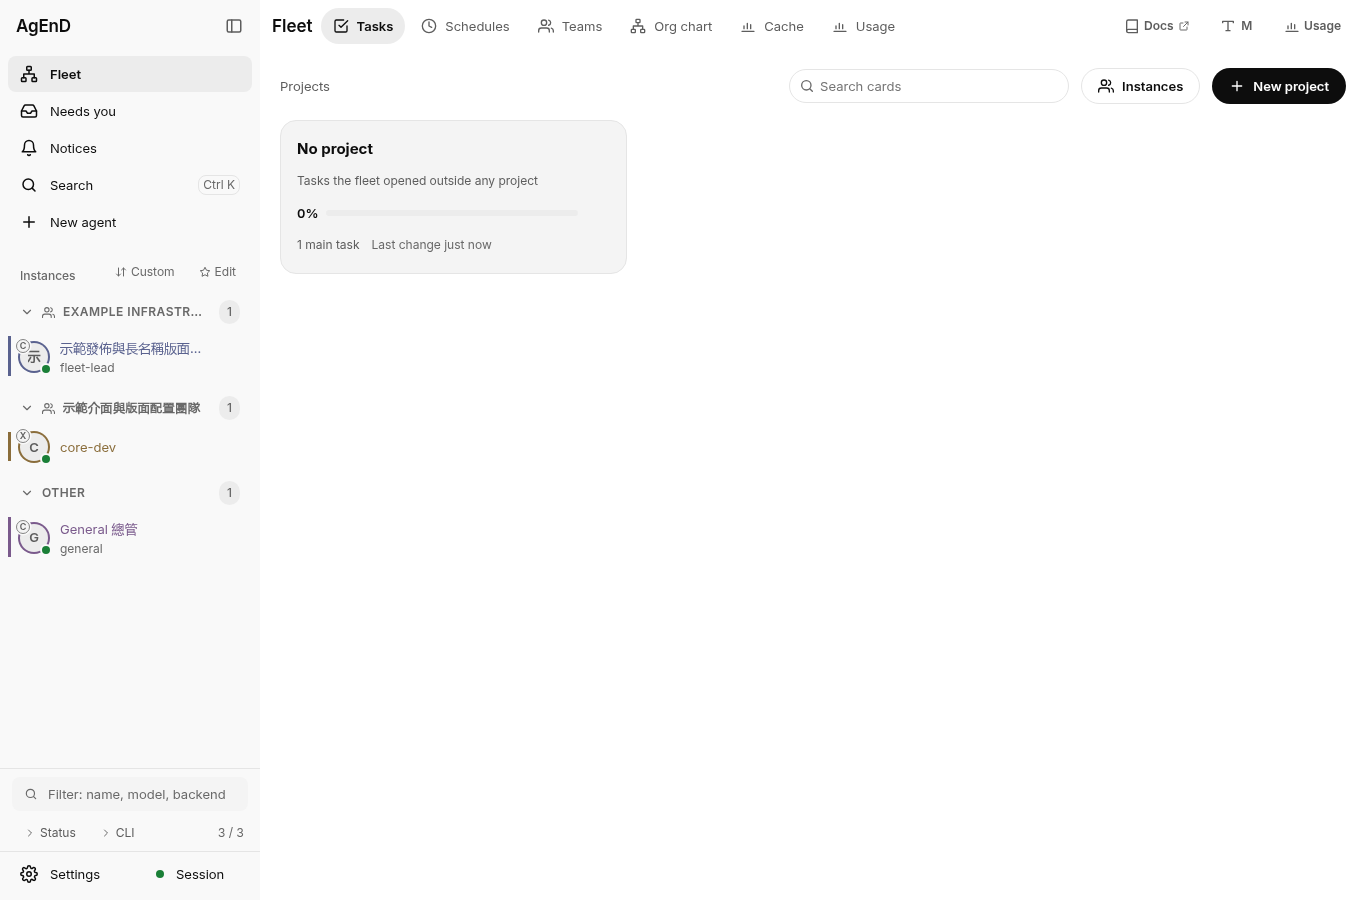 AgEnD
Fleet
Needs you
Notices
Search
Ctrl K
New agent
Instances
Custom
Edit
EXAMPLE INFRASTR...
1
C
示
示範發佈與長名稱版面...
fleet-lead
示範介面與版面配置團隊
1
X
C
core-dev
OTHER
1
C
G
General 總管
general
Filter: name, model, backend
Status
CLI
3 / 3
Settings
Session
Fleet
Tasks
Schedules
Teams
Org chart
Cache
Usage
Docs
M
Usage
Projects
Search cards
Instances
New project
No project
Tasks the fleet opened outside any project
0%
1 main task
Last change just now